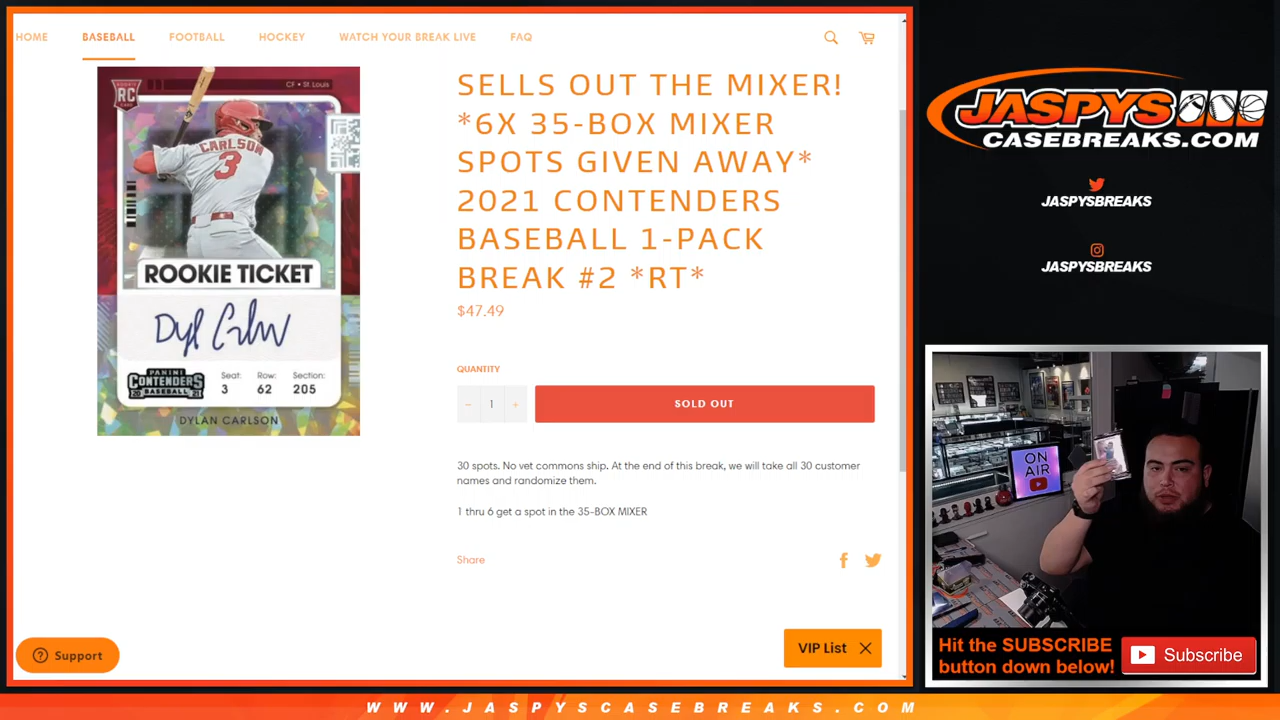 HOME BASEBALL FOOTBALL HOCKEY WATCH YOUR BREAK LIVE FAQ
RC
CF • St. Louis
CARLSON
3
ROOKIE TICKET
Dyl Carlson
PANINI
CONTENDERS
BASEBALL
2021
Seat: Row: Section:
3 62 205
DYLAN CARLSON
SELLS OUT THE MIXER!
*6X 35-BOX MIXER
SPOTS GIVEN AWAY*
2021 CONTENDERS
BASEBALL 1-PACK
BREAK #2 *RT*
$47.49
QUANTITY
− 1 + SOLD OUT
30 spots. No vet commons ship. At the end of this break, we will take all 30 customer
names and randomize them.
1 thru 6 get a spot in the 35-BOX MIXER
Share
Support
VIP List
JASPYS
CASEBREAKS.COM
JASPYSBREAKS
JASPYSBREAKS
ON
AIR
Hit the SUBSCRIBE
button down below!
Subscribe
WWW.JASPYSCASEBREAKS.COM